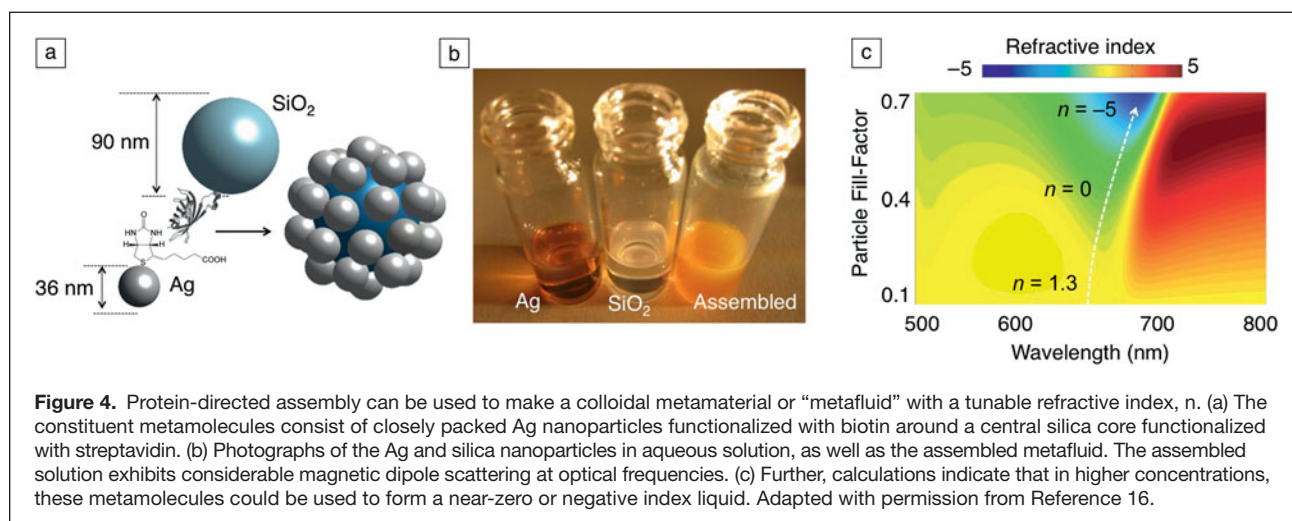 a
SiO2
90 nm
O
HN
NH
H
H
S
COOH
36 nm
Ag
b
Ag
SiO2
Assembled
c
Refractive index
−5
5
Particle Fill-Factor
0.7
0.4
0.1
n = −5
n = 0
n = 1.3
500
600
700
800
Wavelength (nm)
Figure 4. Protein-directed assembly can be used to make a colloidal metamaterial or “metafluid” with a tunable refractive index, n. (a) The
constituent metamolecules consist of closely packed Ag nanoparticles functionalized with biotin around a central silica core functionalized
with streptavidin. (b) Photographs of the Ag and silica nanoparticles in aqueous solution, as well as the assembled metafluid. The assembled
solution exhibits considerable magnetic dipole scattering at optical frequencies. (c) Further, calculations indicate that in higher concentrations,
these metamolecules could be used to form a near-zero or negative index liquid. Adapted with permission from Reference 16.